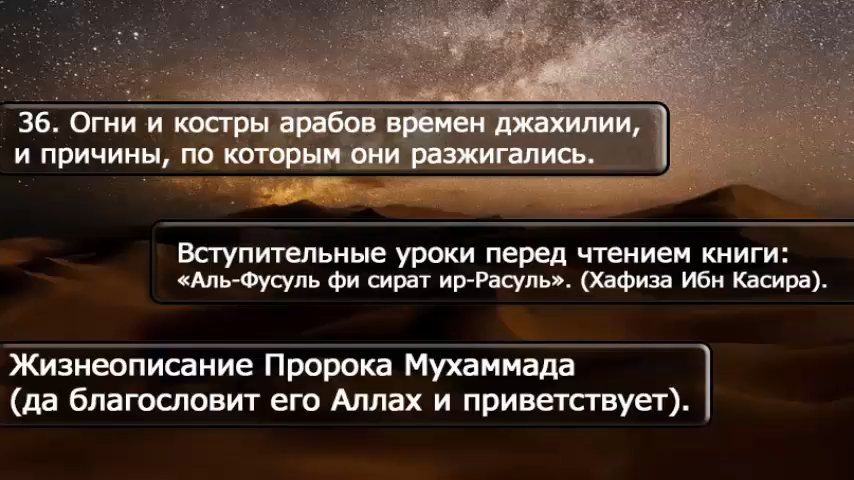 36. Огни и костры арабов времен джахилии,
и причины, по которым они разжигались.
Вступительные уроки перед чтением книги:
«Аль-Фусуль фи сират ир-Расуль». (Хафиза Ибн Касира).
Жизнеописание Пророка Мухаммада
(да благословит его Аллах и приветствует).